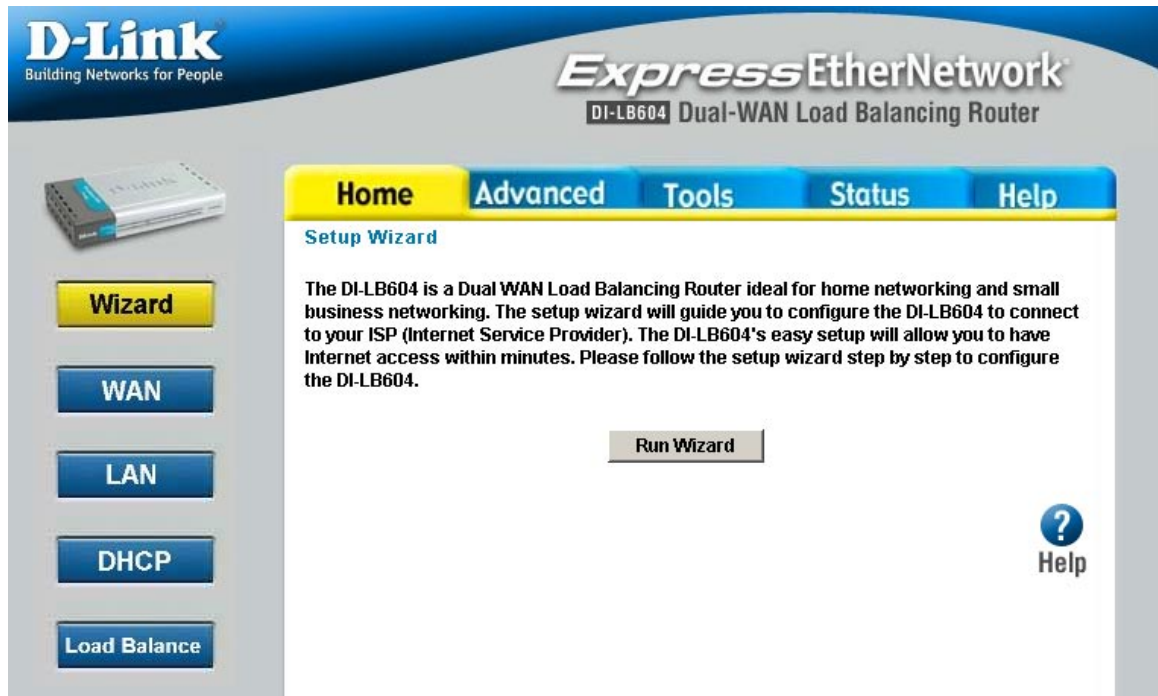 D-Link
Building Networks for People
Express EtherNetwork
DI-LB604 Dual-WAN Load Balancing Router
Home Advanced Tools Status Help
Setup Wizard
The DI-LB604 is a Dual WAN Load Balancing Router ideal for home networking and small
business networking. The setup wizard will guide you to configure the DI-LB604 to connect
to your ISP (Internet Service Provider). The DI-LB604's easy setup will allow you to have
Internet access within minutes. Please follow the setup wizard step by step to configure
the DI-LB604.
Run Wizard
Help
Wizard
WAN
LAN
DHCP
Load Balance